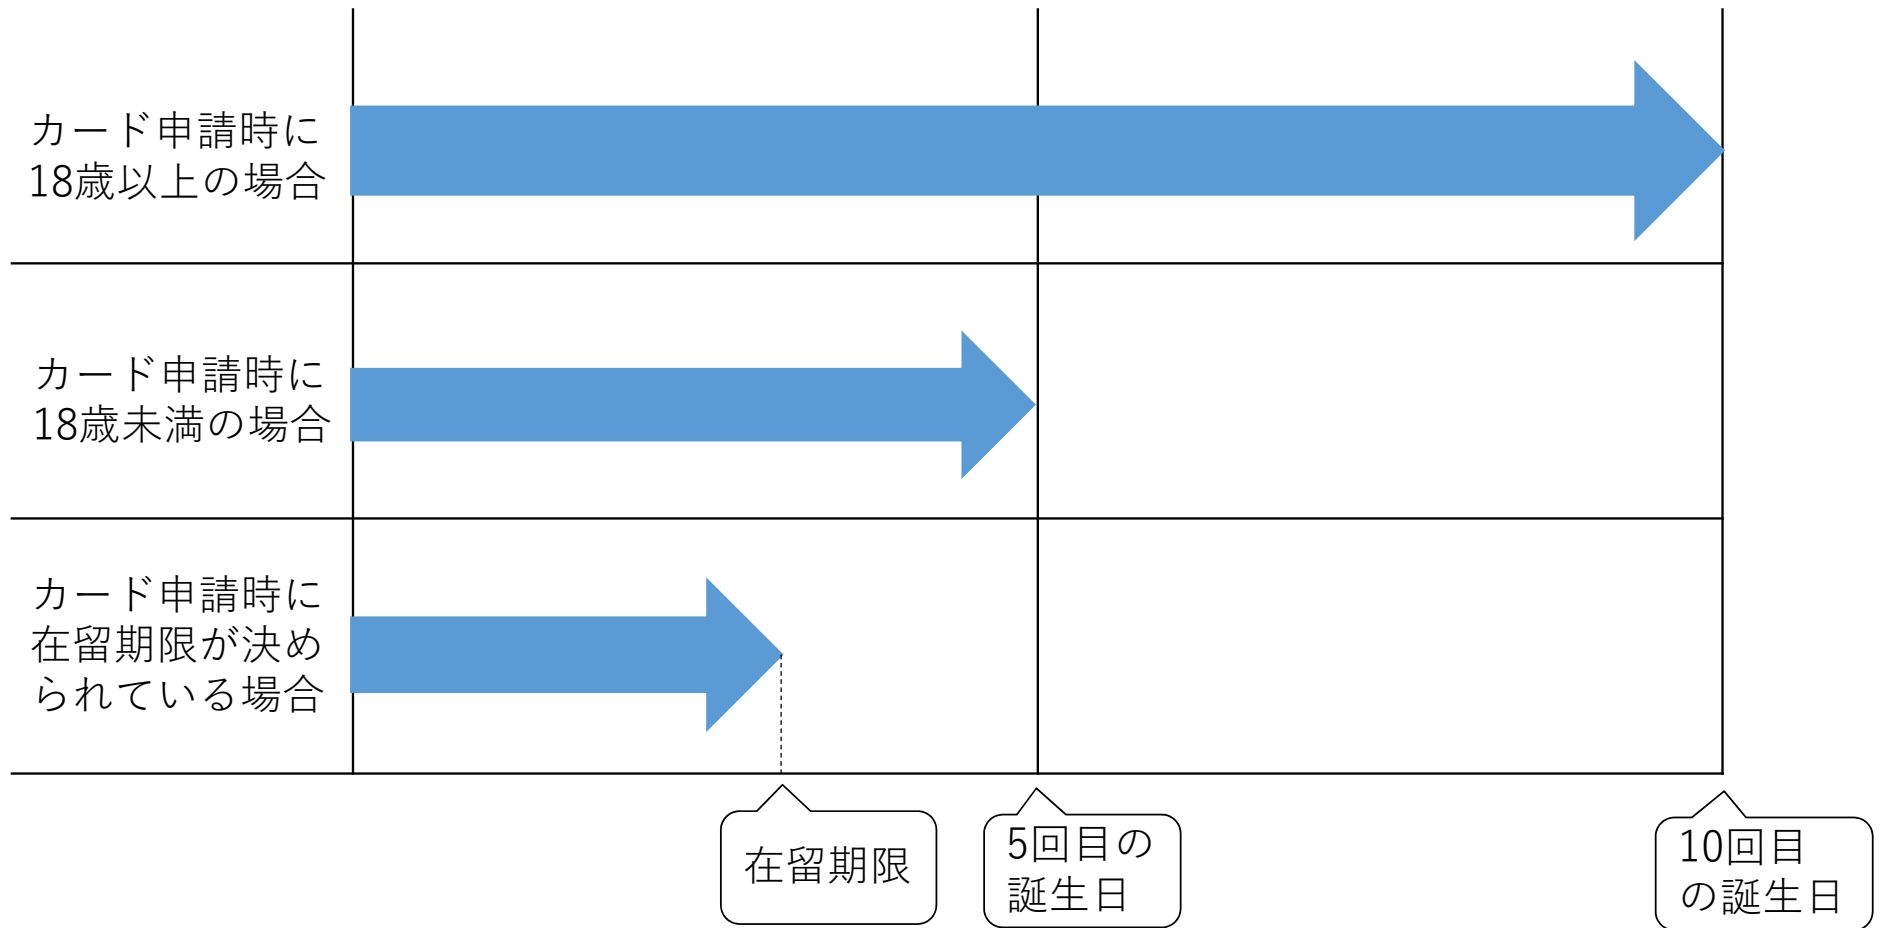 カード申請時に
18歳以上の場合
カード申請時に
18歳未満の場合
カード申請時に
在留期限が決め
られている場合
在留期限
5回目の
誕生日
10回目
の誕生日